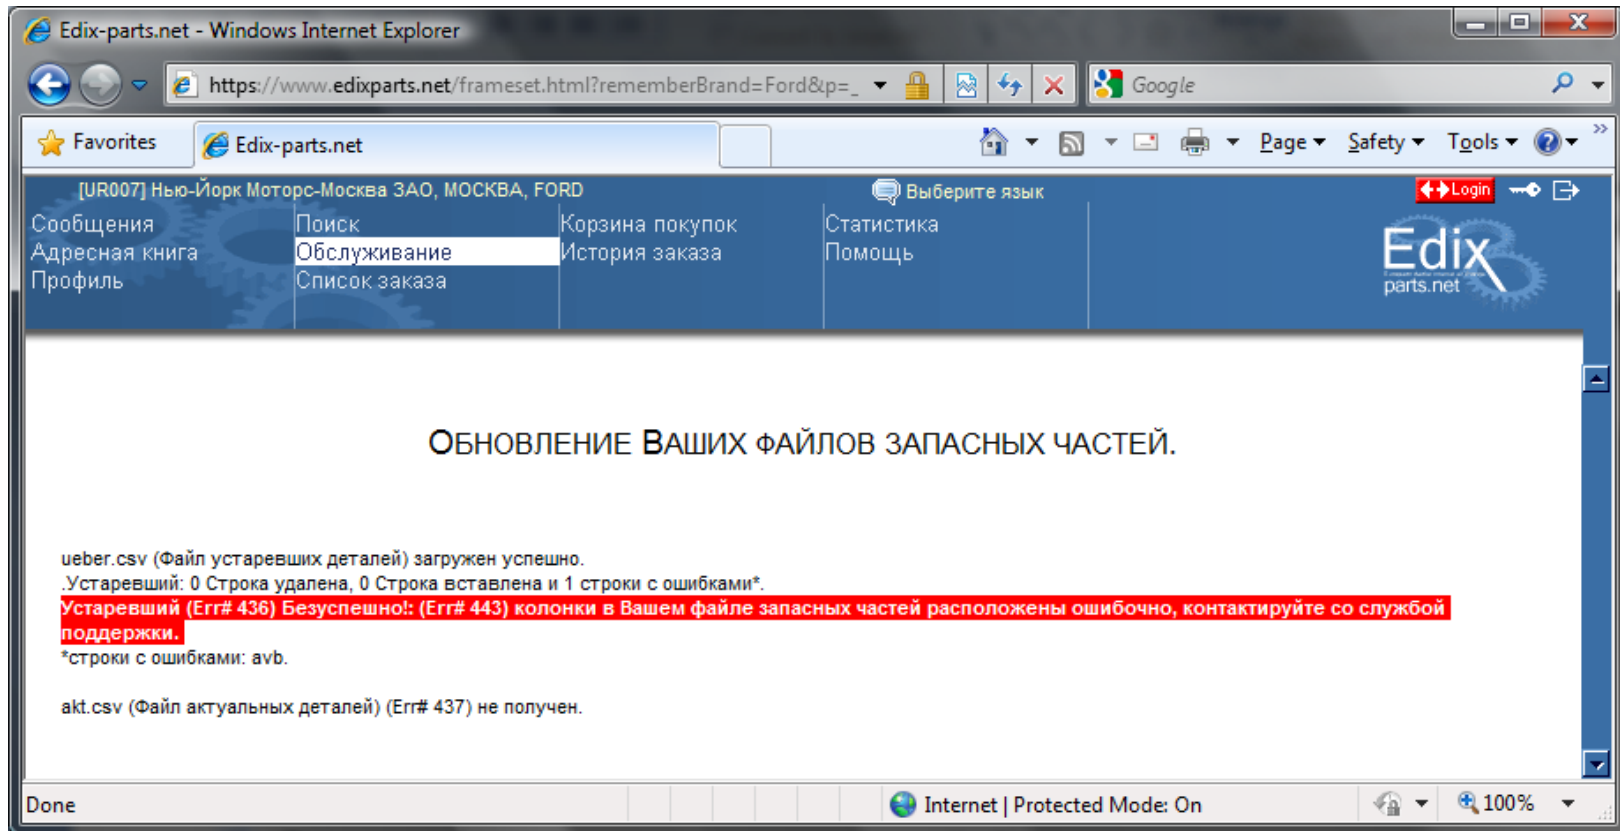 Edix-parts.net - Windows Internet Explorer
https://www.edixparts.net/frameset.html?rememberBrand=Ford&p=_
Google
Favorites
Edix-parts.net
Page
Safety
Tools
[UR007] Нью-Йорк Моторс-Москва ЗАО, МОСКВА, FORD
Выберите язык
Login
Сообщения
Поиск
Корзина покупок
Статистика
Адресная книга
Обслуживание
История заказа
Помощь
Профиль
Список заказа
Edix
parts.net
Обновление Ваших файлов запасных частей.
ueber.csv (Файл устаревших деталей) загружен успешно.
.Устаревший: 0 Строка удалена, 0 Строка вставлена и 1 строки с ошибками*.
Устаревший (Err# 436) Безуспешно!: (Err# 443) колонки в Вашем файле запасных частей расположены ошибочно, контактируйте со службой
поддержки.
*строки с ошибками: avb.
akt.csv (Файл актуальных деталей) (Err# 437) не получен.
Done
Internet | Protected Mode: On
100%